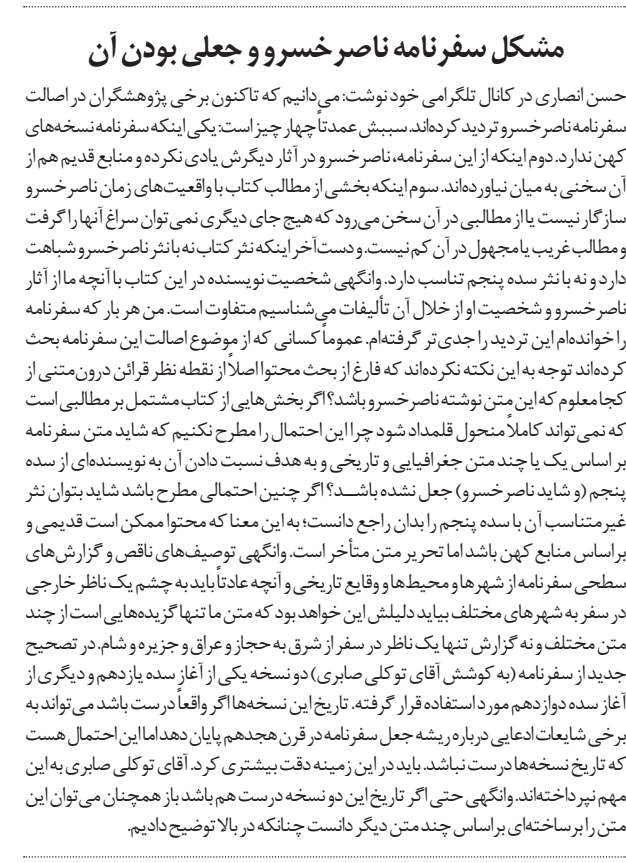 مشکل سفرنامه ناصر خسرو و جعلی بودن آن
حسن انصاری در کانال تلگرامی خود نوشت: می‌دانیم که تاکنون برخی پژوهشگران در اصالت
سفرنامه ناصرخسرو تردید کرده‌اند. سببش عمدتاً چهار چیز است: یکی اینکه سفرنامه نسخه‌های
کهن ندارد. دوم اینکه از این سفرنامه، ناصرخسرو در آثار دیگرش یادی نکرده و منابع قدیم هم از
آن سخنی به میان نیاورده‌اند. سوم اینکه بخشی از مطالب کتاب با واقعیت‌های زمان ناصرخسرو
سازگار نیست یا از مطالبی در آن سخن می‌رود که هیچ جای دیگری نمی‌توان سراغ آنها را گرفت
و مطالب غریب یا مجهول در آن کم نیست. و دست‌آخر اینکه نثر کتاب نه با نثر ناصرخسرو شباهت
دارد و نه با نثر سده پنجم تناسب دارد. وانگهی شخصیت نویسنده در این کتاب با آنچه ما از آثار
ناصرخسرو و شخصیت او از خلال آن تألیفات می‌شناسیم متفاوت است. من هر بار که سفرنامه
را خوانده‌ام این تردید را جدی‌تر گرفته‌ام. عموماً کسانی که از موضوع اصالت این سفرنامه بحث
کرده‌اند توجه به این نکته نکرده‌اند که فارغ از بحث محتوا اصلاً از نقطه نظر قرائن درون‌متنی از
کجا معلوم که این متن نوشته ناصرخسرو باشد؟ اگر بخش‌هایی از کتاب مشتمل بر مطالبی است
که نمی‌تواند کاملاً منحول قلمداد شود چرا این احتمال را مطرح نکنیم که شاید متن سفرنامه
بر اساس یک یا چند متن جغرافیایی و تاریخی و به هدف نسبت دادن آن به نویسنده‌ای از سده
پنجم (و شاید ناصرخسرو) جعل نشده باشد؟ اگر چنین احتمالی مطرح باشد شاید بتوان نثر
غیرمتناسب آن با سده پنجم را بدان راجع دانست؛ به این معنا که محتوا ممکن است قدیمی و
براساس منابع کهن باشد اما تحریر متن متأخر است. وانگهی توصیف‌های ناقص و گزارش‌های
سطحی سفرنامه از شهرها و محیط‌ها و وقایع تاریخی و آنچه عادتاً باید به چشم یک ناظر خارجی
در سفر به شهرهای مختلف بیاید دلیلش این خواهد بود که متن ما تنها گزیده‌هایی است از چند
متن مختلف و نه گزارش تنها یک ناظر در سفر از شرق به حجاز و عراق و جزیره و شام. در تصحیح
جدید از سفرنامه (به کوشش آقای توکلی صابری) دو نسخه یکی از آغاز سده یازدهم و دیگری از
آغاز سده دوازدهم مورد استفاده قرار گرفته. تاریخ این نسخه‌ها اگر واقعاً درست باشد می‌تواند به
برخی شایعات ادعایی درباره ریشه جعل سفرنامه در قرن هجدهم پایان دهد اما این احتمال هست
که تاریخ نسخه‌ها درست نباشد. باید در این زمینه دقت بیشتری کرد. آقای توکلی صابری به این
مهم نپرداخته‌اند. وانگهی حتی اگر تاریخ این دو نسخه درست هم باشد باز همچنان می‌توان این
متن را برساخته‌ای براساس چند متن دیگر دانست چنانکه در بالا توضیح دادیم.